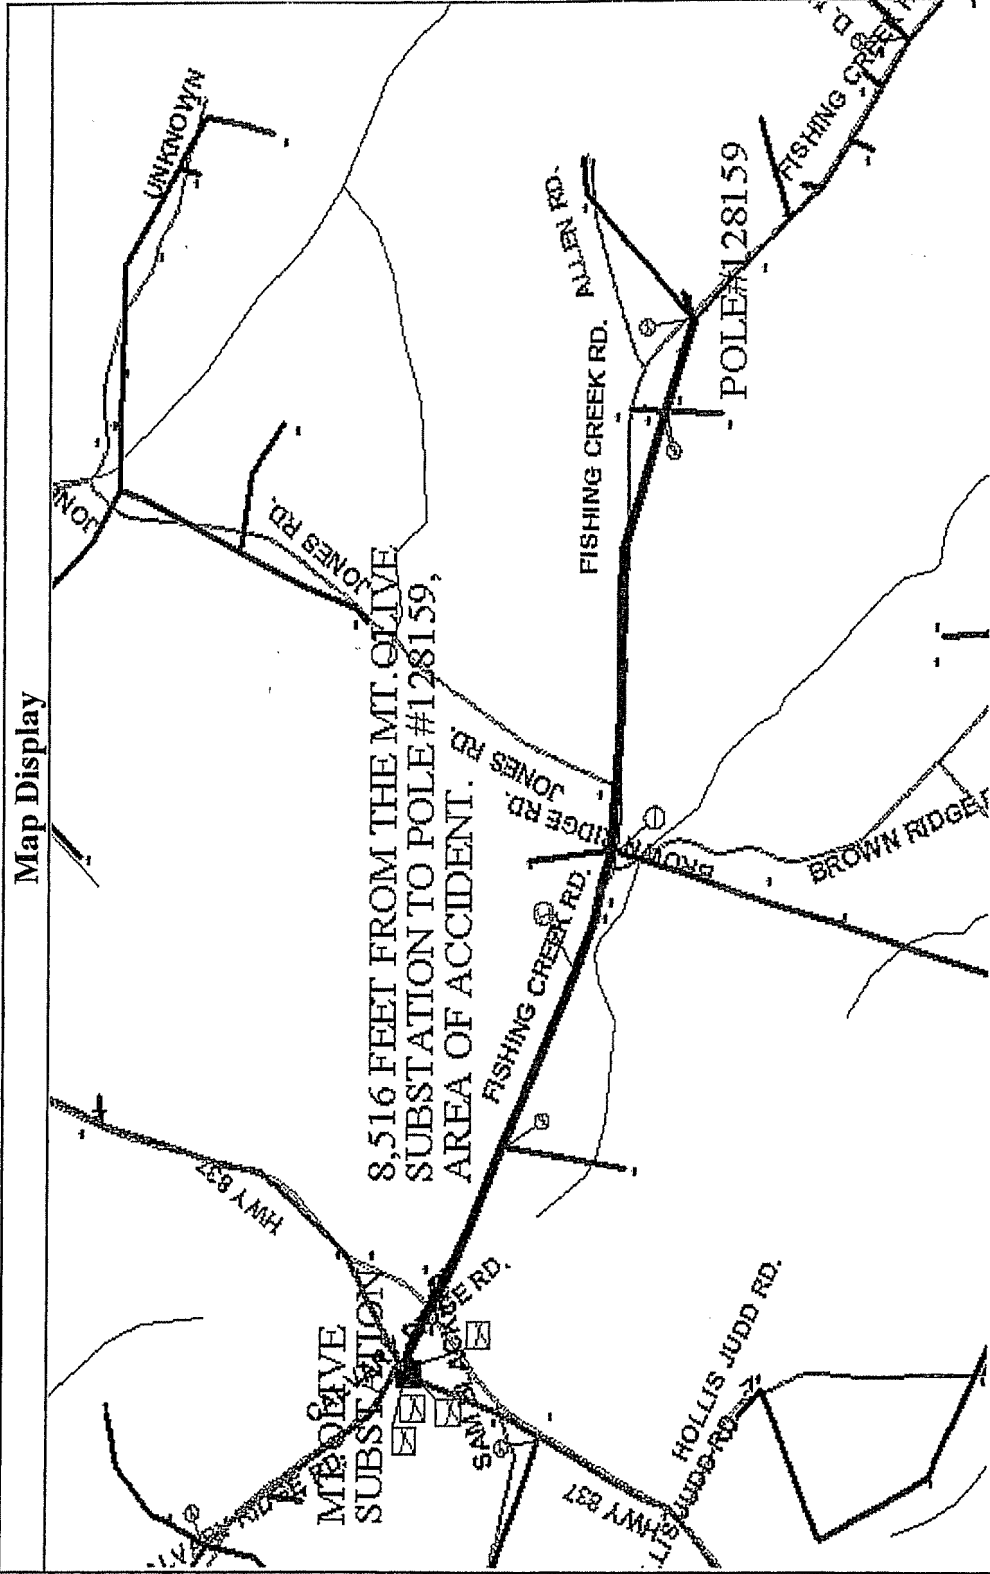 Map Display
UNKNOWN
JONES RD.
8,516 FEET FROM THE MT. OLIVE
SUBSTATION TO POLE #128159,
AREA OF ACCIDENT.
HWY 837
MT. OLIVE
SUBSTATION
JONES RD.
BROWN RIDGE RD.
FISHING CREEK RD.
FISHING CREEK RD.
ALLEN RD.
POLE#128159
FISHING CREEK
BROWN RIDGE
HWY 837
HOLLIS JUDD RD.
JUDD RD